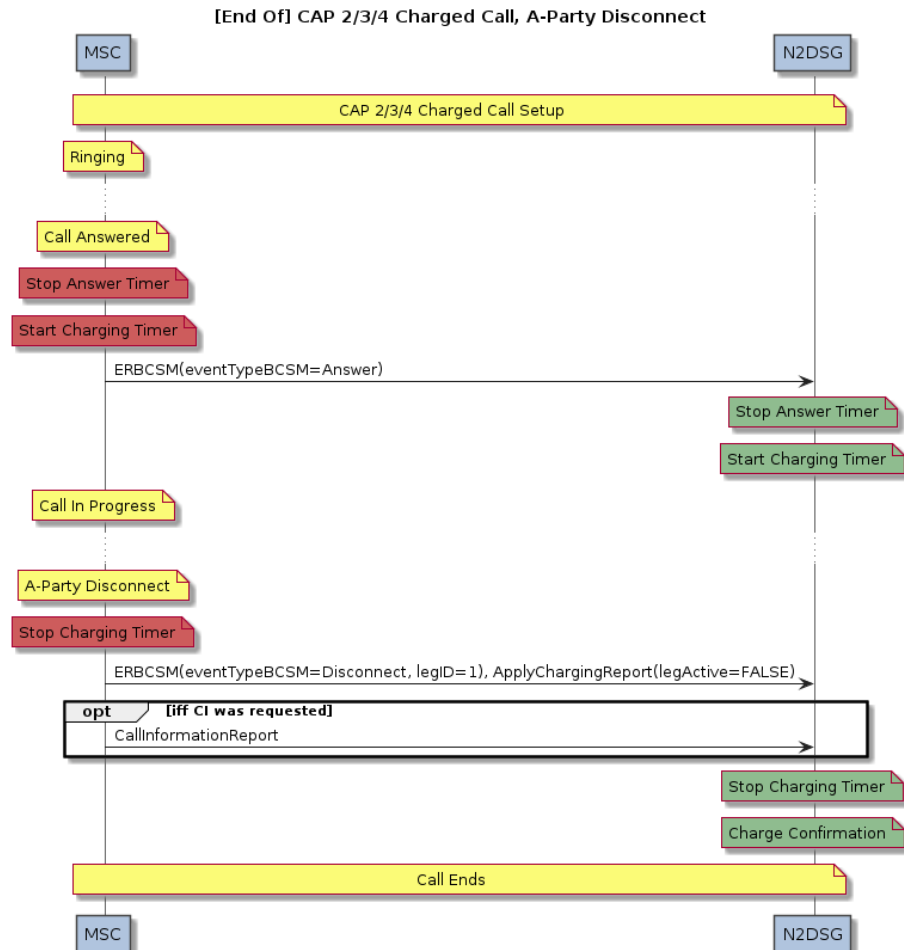 [End Of] CAP 2/3/4 Charged Call, A-Party Disconnect
MSC
N2DSG
CAP 2/3/4 Charged Call Setup
Ringing
Call Answered
Stop Answer Timer
Start Charging Timer
ERBCSM(eventTypeBCSM=Answer)
Stop Answer Timer
Start Charging Timer
Call In Progress
A-Party Disconnect
Stop Charging Timer
ERBCSM(eventTypeBCSM=Disconnect, legID=1), ApplyChargingReport(legActive=FALSE)
opt [iff CI was requested]
CallInformationReport
Stop Charging Timer
Charge Confirmation
Call Ends
MSC
N2DSG